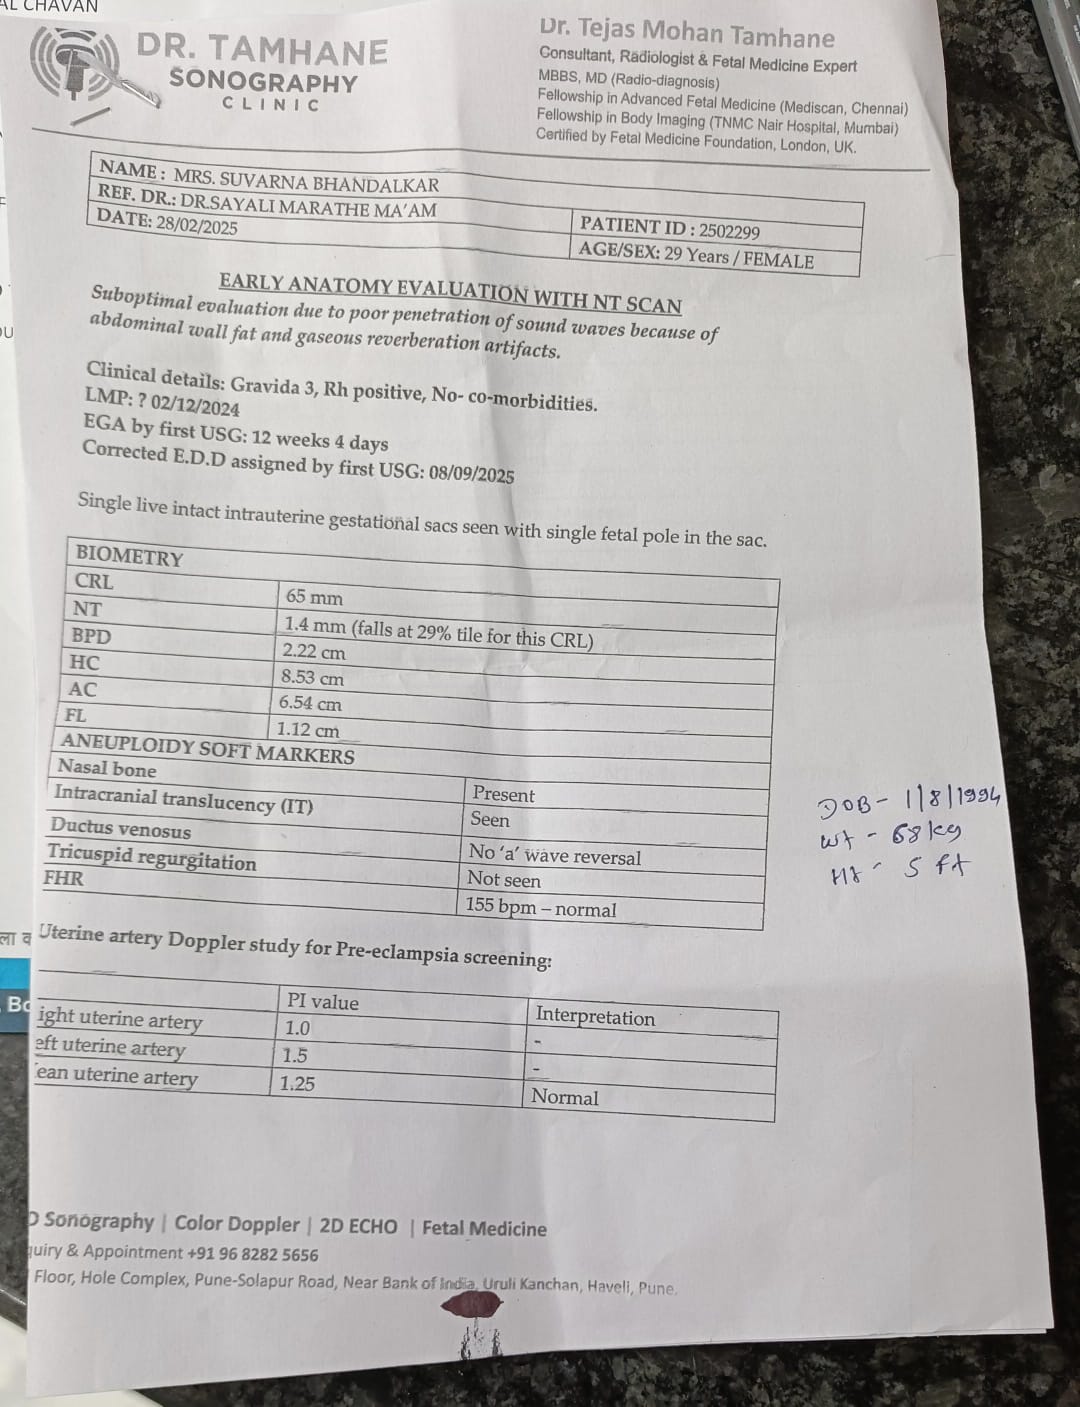 AL CHAVAN
DR. TAMHANE
SONOGRAPHY
CLINIC
Dr. Tejas Mohan Tamhane
Consultant, Radiologist & Fetal Medicine Expert
MBBS, MD (Radio-diagnosis)
Fellowship in Advanced Fetal Medicine (Mediscan, Chennai)
Fellowship in Body Imaging (TNMC Nair Hospital, Mumbai)
Certified by Fetal Medicine Foundation, London, UK.
NAME : MRS. SUVARNA BHANDALKAR
REF. DR.: DR.SAYALI MARATHE MA'AM
PATIENT ID : 2502299
DATE: 28/02/2025
AGE/SEX: 29 Years / FEMALE
EARLY ANATOMY EVALUATION WITH NT SCAN
Suboptimal evaluation due to poor penetration of sound waves because of
abdominal wall fat and gaseous reverberation artifacts.
Clinical details: Gravida 3, Rh positive, No- co-morbidities.
LMP: ? 02/12/2024
EGA by first USG: 12 weeks 4 days
Corrected E.D.D assigned by first USG: 08/09/2025
Single live intact intrauterine gestational sacs seen with single fetal pole in the sac.
BIOMETRY
CRL 65 mm
NT 1.4 mm (falls at 29% tile for this CRL)
BPD 2.22 cm
HC 8.53 cm
AC 6.54 cm
FL 1.12 cm
ANEUPLOIDY SOFT MARKERS
Nasal bone Present
Intracranial translucency (IT) Seen
Ductus venosus No 'a' wave reversal
Tricuspid regurgitation Not seen
FHR 155 bpm – normal
DOB - 1/8/1994
wt - 68 kg
Ht - 5 ft
Uterine artery Doppler study for Pre-eclampsia screening:
PI value Interpretation
ight uterine artery 1.0 -
eft uterine artery 1.5 -
ean uterine artery 1.25 Normal
ला व
Bo
D Sonography | Color Doppler | 2D ECHO | Fetal Medicine
quiry & Appointment +91 96 8282 5656
Floor, Hole Complex, Pune-Solapur Road, Near Bank of India, Uruli Kanchan, Haveli, Pune.